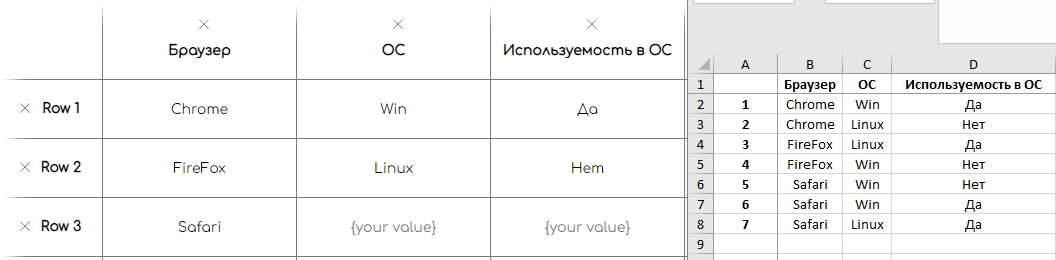 Браузер ОС Используемость в ОС
Row 1 Chrome Win Да
Row 2 FireFox Linux Нет
Row 3 Safari {your value} {your value}
A B C D
1 Браузер ОС Используемость в ОС
2 1 Chrome Win Да
3 2 Chrome Linux Нет
4 3 FireFox Linux Да
5 4 FireFox Win Нет
6 5 Safari Win Нет
7 6 Safari Win Да
8 7 Safari Linux Да
9